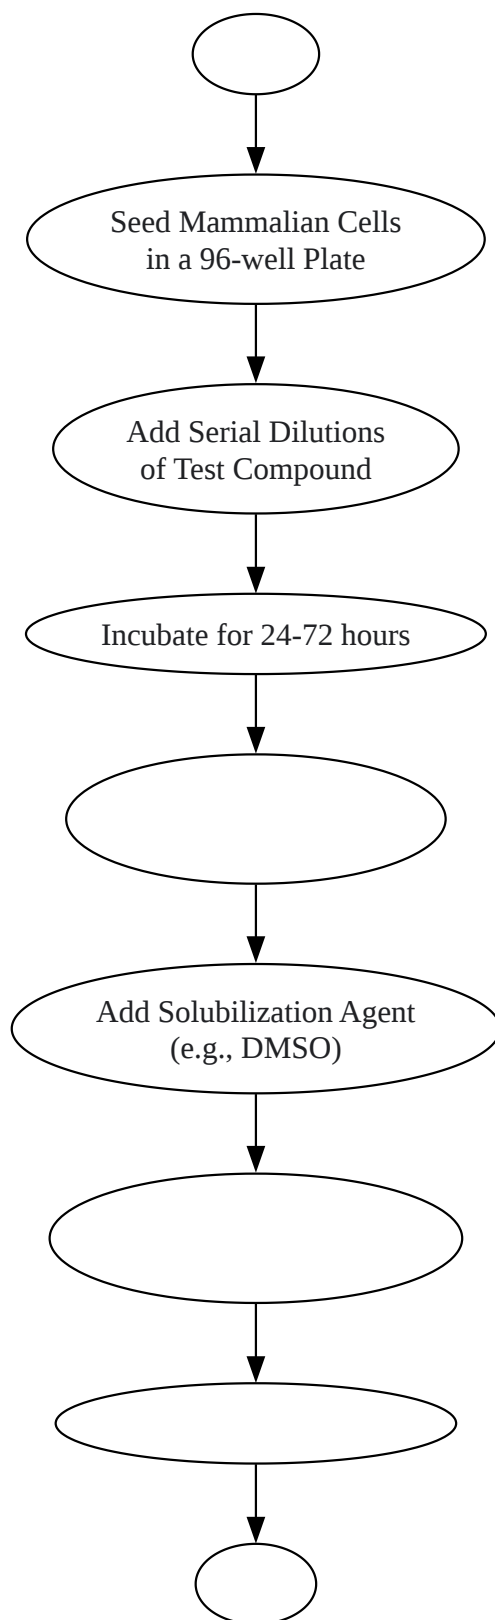 Seed Mammalian Cells
in a 96-well Plate
Add Serial Dilutions
of Test Compound
Incubate for 24-72 hours
Add Solubilization Agent
(e.g., DMSO)